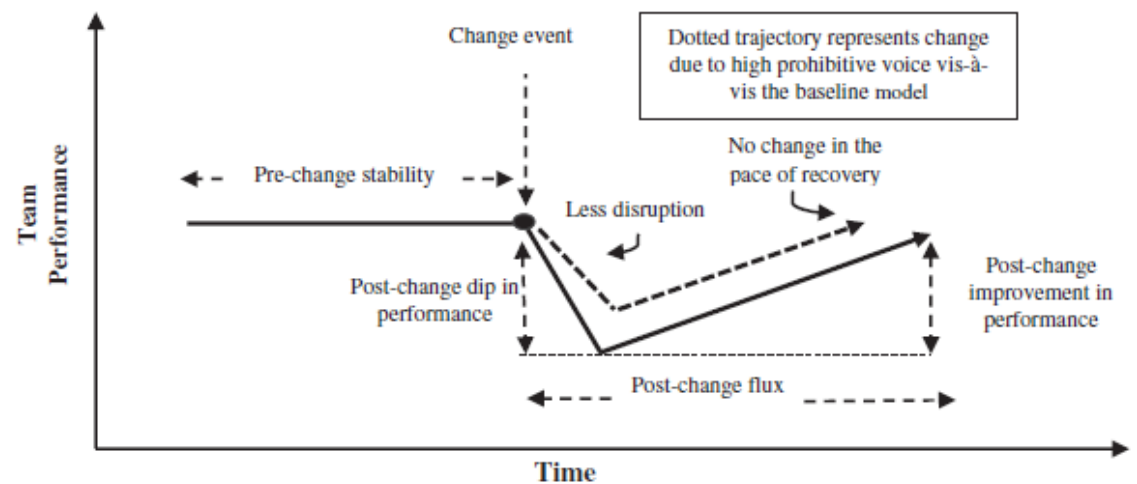 Change event
Dotted trajectory represents change
due to high prohibitive voice vis-à-
vis the baseline model
No change in the
pace of recovery
Pre-change stability
Less disruption
Team
Performance
Post-change dip in
performance
Post-change
improvement in
performance
Post-change flux
Time